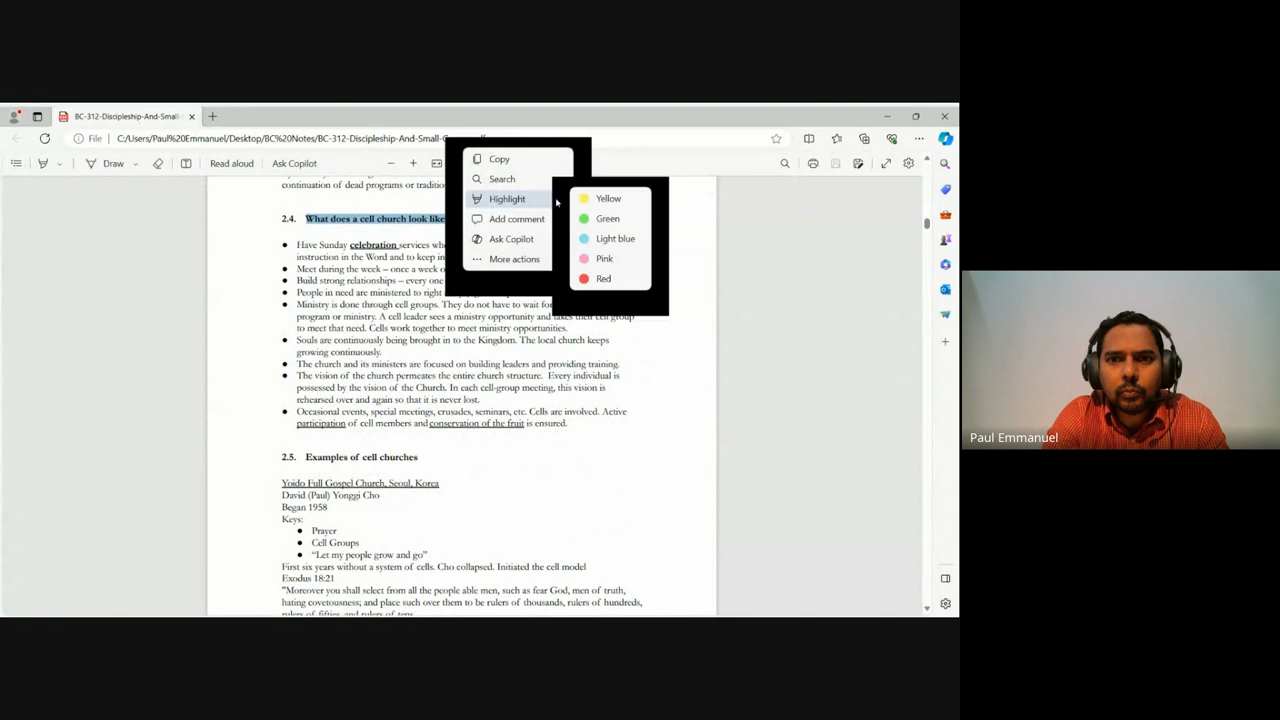 BC-312-Discipleship-And-Small-
File
C:/Users/Paul%20Emmanuel/Desktop/BC%20Notes/BC-312-Discipleship-And-Small-
Draw
Read aloud
Ask Copilot
continuation of dead programs or
2.4. What does a cell church look like
● Have Sunday celebration services
instruction in the Word and to keep
● Meet during the week – once a week
● Build strong relationships – every one
● People in need are ministered to right
● Ministry is done through cell groups. They do not have to wait
program or ministry. A cell leader sees a ministry opportunity and takes their cell group
to meet that need. Cells work together to meet ministry opportunities.
● Souls are continuously being brought in to the Kingdom. The local church keeps
growing continuously.
● The church and its ministers are focused on building leaders and providing training.
● The vision of the church permeates the entire church structure. Every individual is
possessed by the vision of the Church. In each cell-group meeting, this vision is
rehearsed over and again so that it is never lost.
● Occasional events, special meetings, crusades, seminars, etc. Cells are involved. Active
participation of cell members and conservation of the fruit is ensured.
2.5. Examples of cell churches
Yoido Full Gospel Church, Seoul, Korea
David (Paul) Yonggi Cho
Began 1958
Keys:
● Prayer
● Cell Groups
● “Let my people grow and go”
First six years without a system of cells. Cho collapsed. Initiated the cell model
Exodus 18:21
"Moreover you shall select from all the people able men, such as fear God, men of truth,
hating covetousness; and place such over them to be rulers of thousands, rulers of hundreds,
rulers of fifties, and rulers of tens.
Copy
Search
Highlight
Add comment
Ask Copilot
More actions
Yellow
Green
Light blue
Pink
Red
Paul Emmanuel